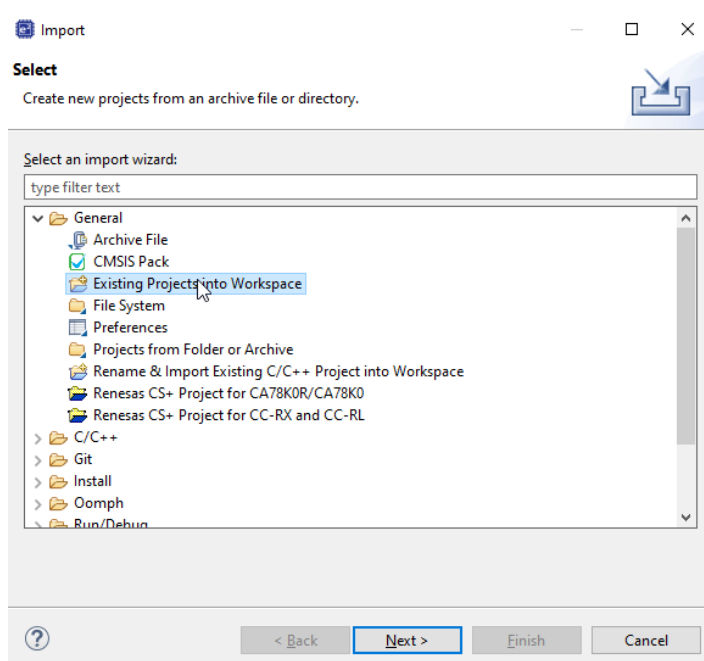 Import
Select
Create new projects from an archive file or directory.
Select an import wizard:
type filter text
General
Archive File
CMSIS Pack
Existing Projects into Workspace
File System
Preferences
Projects from Folder or Archive
Rename & Import Existing C/C++ Project into Workspace
Renesas CS+ Project for CA78K0R/CA78K0
Renesas CS+ Project for CC-RX and CC-RL
C/C++
Git
Install
Oomph
Run/Debug
? < Back Next > Finish Cancel